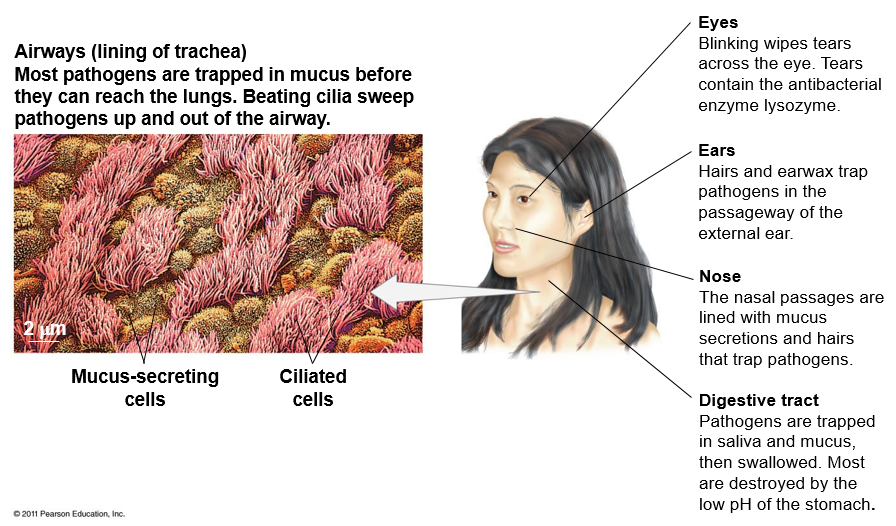 Airways (lining of trachea)
Most pathogens are trapped in mucus before
they can reach the lungs. Beating cilia sweep
pathogens up and out of the airway.
2 μm
Mucus-secreting
cells
Ciliated
cells
Eyes
Blinking wipes tears
across the eye. Tears
contain the antibacterial
enzyme lysozyme.
Ears
Hairs and earwax trap
pathogens in the
passageway of the
external ear.
Nose
The nasal passages are
lined with mucus
secretions and hairs
that trap pathogens.
Digestive tract
Pathogens are trapped
in saliva and mucus,
then swallowed. Most
are destroyed by the
low pH of the stomach.
© 2011 Pearson Education, Inc.